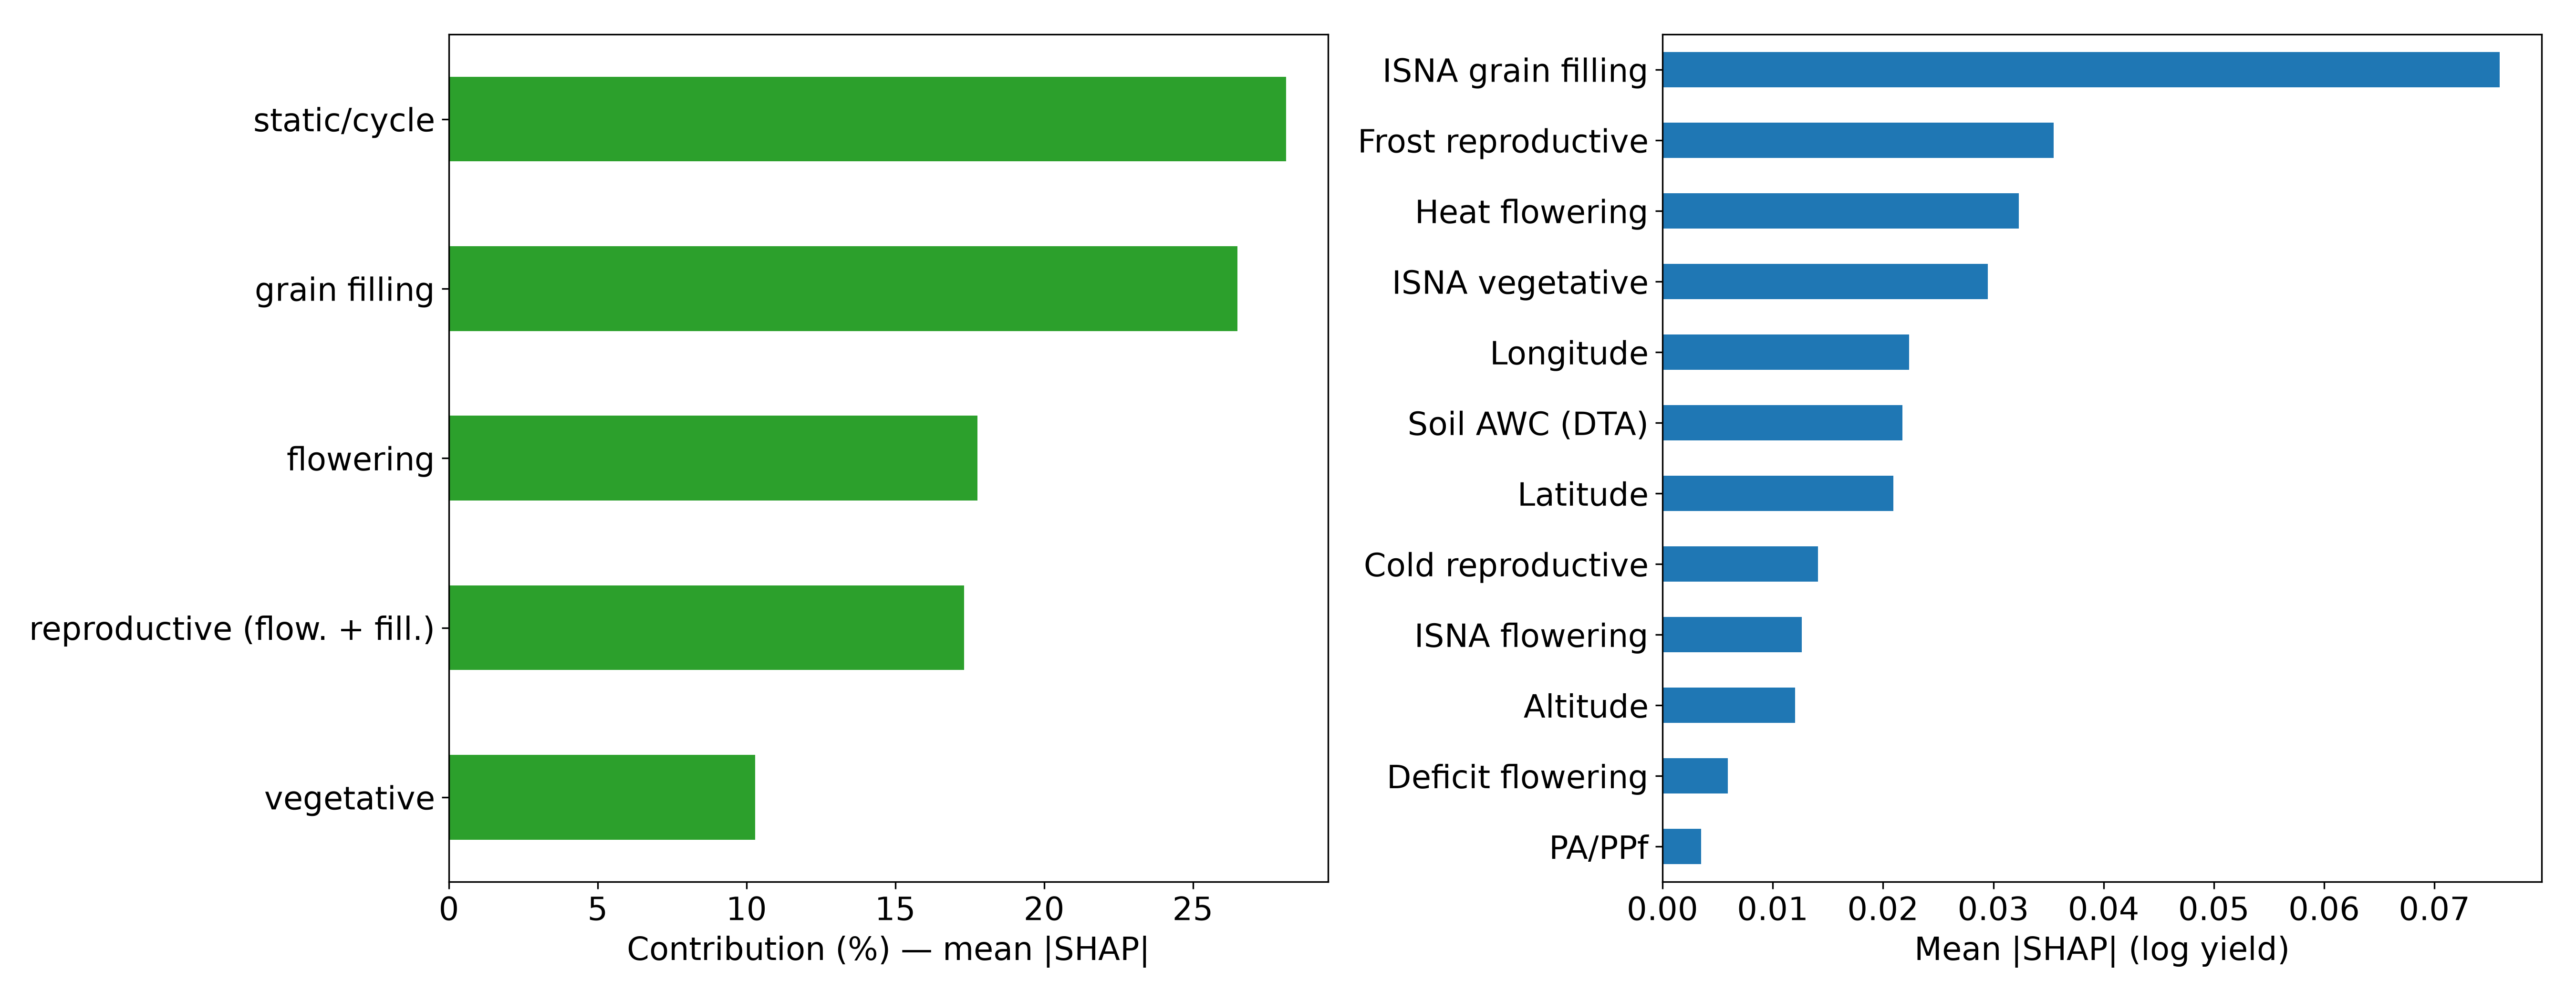 static/cycle
grain filling
flowering
reproductive (flow. + fill.)
vegetative
0 5 10 15 20 25
Contribution (%) — mean |SHAP|
ISNA grain filling
Frost reproductive
Heat flowering
ISNA vegetative
Longitude
Soil AWC (DTA)
Latitude
Cold reproductive
ISNA flowering
Altitude
Deficit flowering
PA/PPf
0.00 0.01 0.02 0.03 0.04 0.05 0.06 0.07
Mean |SHAP| (log yield)